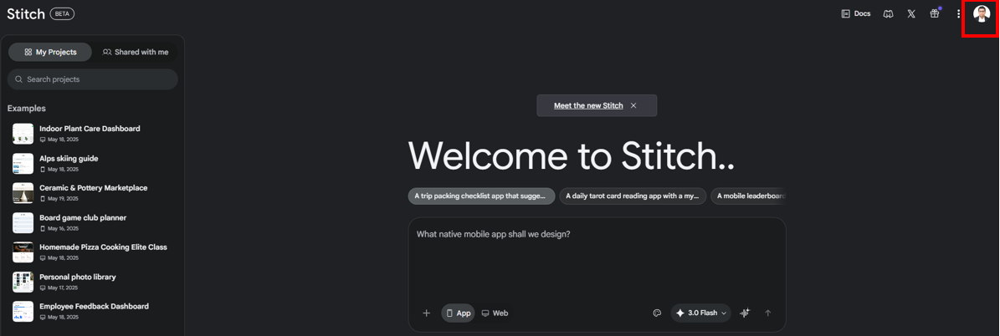 Stitch BETA
Docs
My Projects
Shared with me
Search projects
Examples
Indoor Plant Care Dashboard
May 18, 2025
Alps skiing guide
May 18, 2025
Ceramic & Pottery Marketplace
May 19, 2025
Board game club planner
May 16, 2025
Homemade Pizza Cooking Elite Class
May 18, 2025
Personal photo library
May 17, 2025
Employee Feedback Dashboard
May 18, 2025
Meet the new Stitch
Welcome to Stitch..
A trip packing checklist app that sugge...
A daily tarot card reading app with a my...
A mobile leaderboard
What native mobile app shall we design?
App
Web
3.0 Flash